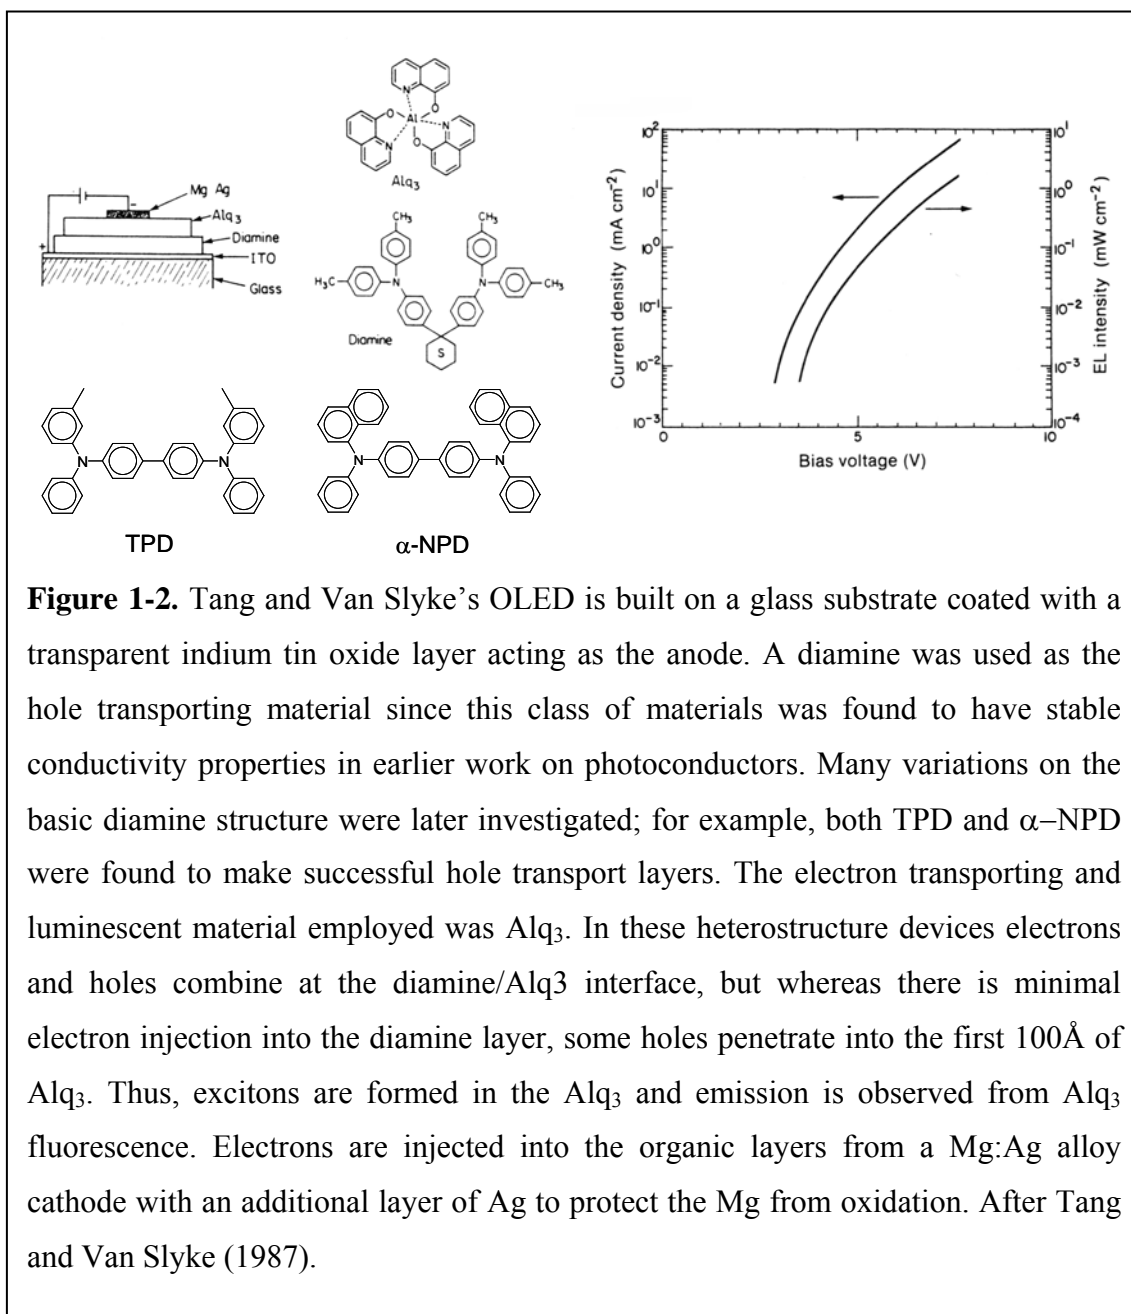 Mg Ag
Alq₃
Diamine
ITO
Glass
−
+
N
O
Al
N
O
N
O
Alq₃
CH₃
CH₃
H₃C
N
N
CH₃
Diamine
S
N
N
TPD
N
N
α-NPD
10²
10¹
10⁰
10⁻¹
10⁻²
10⁻³
Current density (mA cm⁻²)
10¹
10⁰
10⁻¹
10⁻²
10⁻³
10⁻⁴
EL intensity (mW cm⁻²)
0
5
10
Bias voltage (V)
Figure 1-2. Tang and Van Slyke’s OLED is built on a glass substrate coated with a
transparent indium tin oxide layer acting as the anode. A diamine was used as the
hole transporting material since this class of materials was found to have stable
conductivity properties in earlier work on photoconductors. Many variations on the
basic diamine structure were later investigated; for example, both TPD and α−NPD
were found to make successful hole transport layers. The electron transporting and
luminescent material employed was Alq₃. In these heterostructure devices electrons
and holes combine at the diamine/Alq3 interface, but whereas there is minimal
electron injection into the diamine layer, some holes penetrate into the first 100Å of
Alq₃. Thus, excitons are formed in the Alq₃ and emission is observed from Alq₃
fluorescence. Electrons are injected into the organic layers from a Mg:Ag alloy
cathode with an additional layer of Ag to protect the Mg from oxidation. After Tang
and Van Slyke (1987).